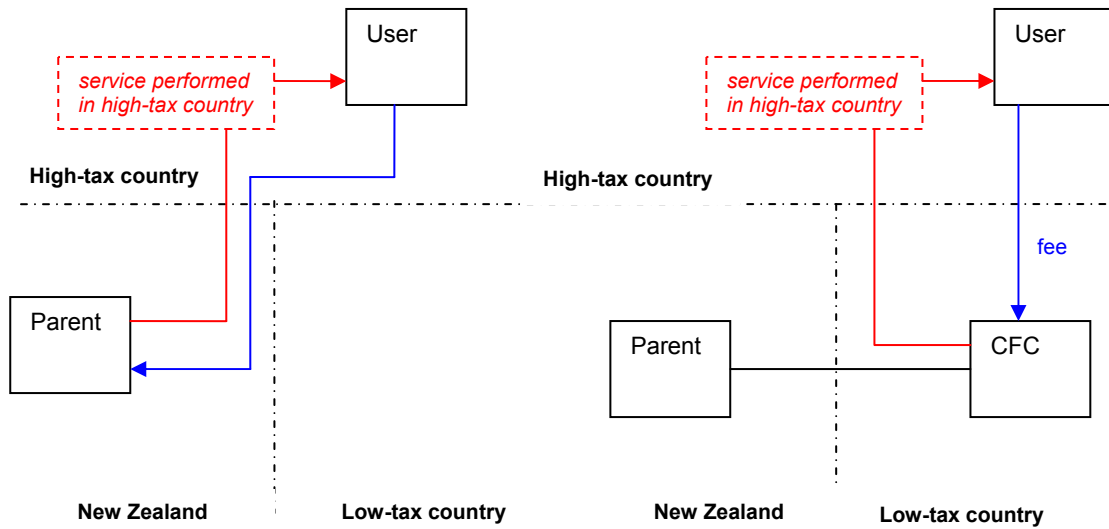 User
service performed
in high-tax country
High-tax country
Parent
New Zealand
Low-tax country
User
service performed
in high-tax country
High-tax country
fee
Parent
CFC
New Zealand
Low-tax country